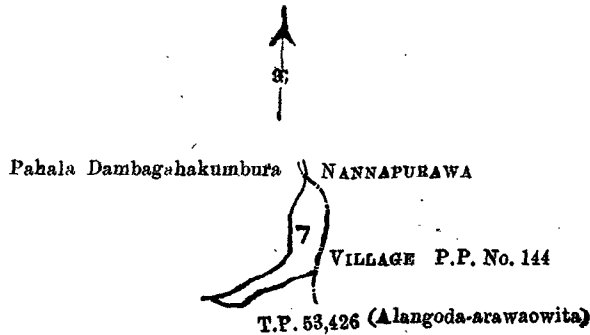 Pahala Dambagahakumbura NANNAPURAWA
7
VILLAGE P.P. No. 144
T.P. 53,426 (Alangoda-arawaowita)